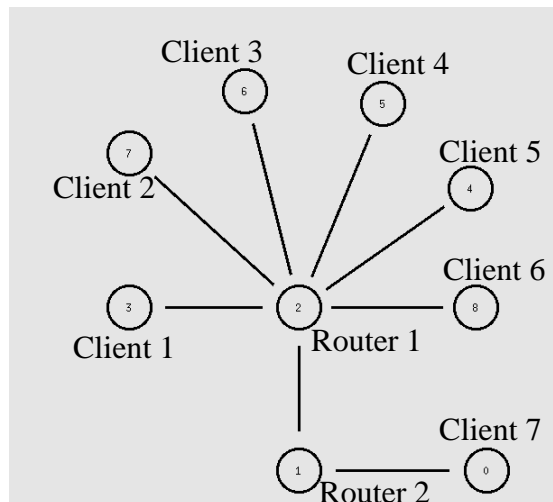 Client 3
Client 4
6
5
7
Client 5
Client 2
4
Client 6
3
2
8
Client 1
Router 1
Client 7
1
0
Router 2